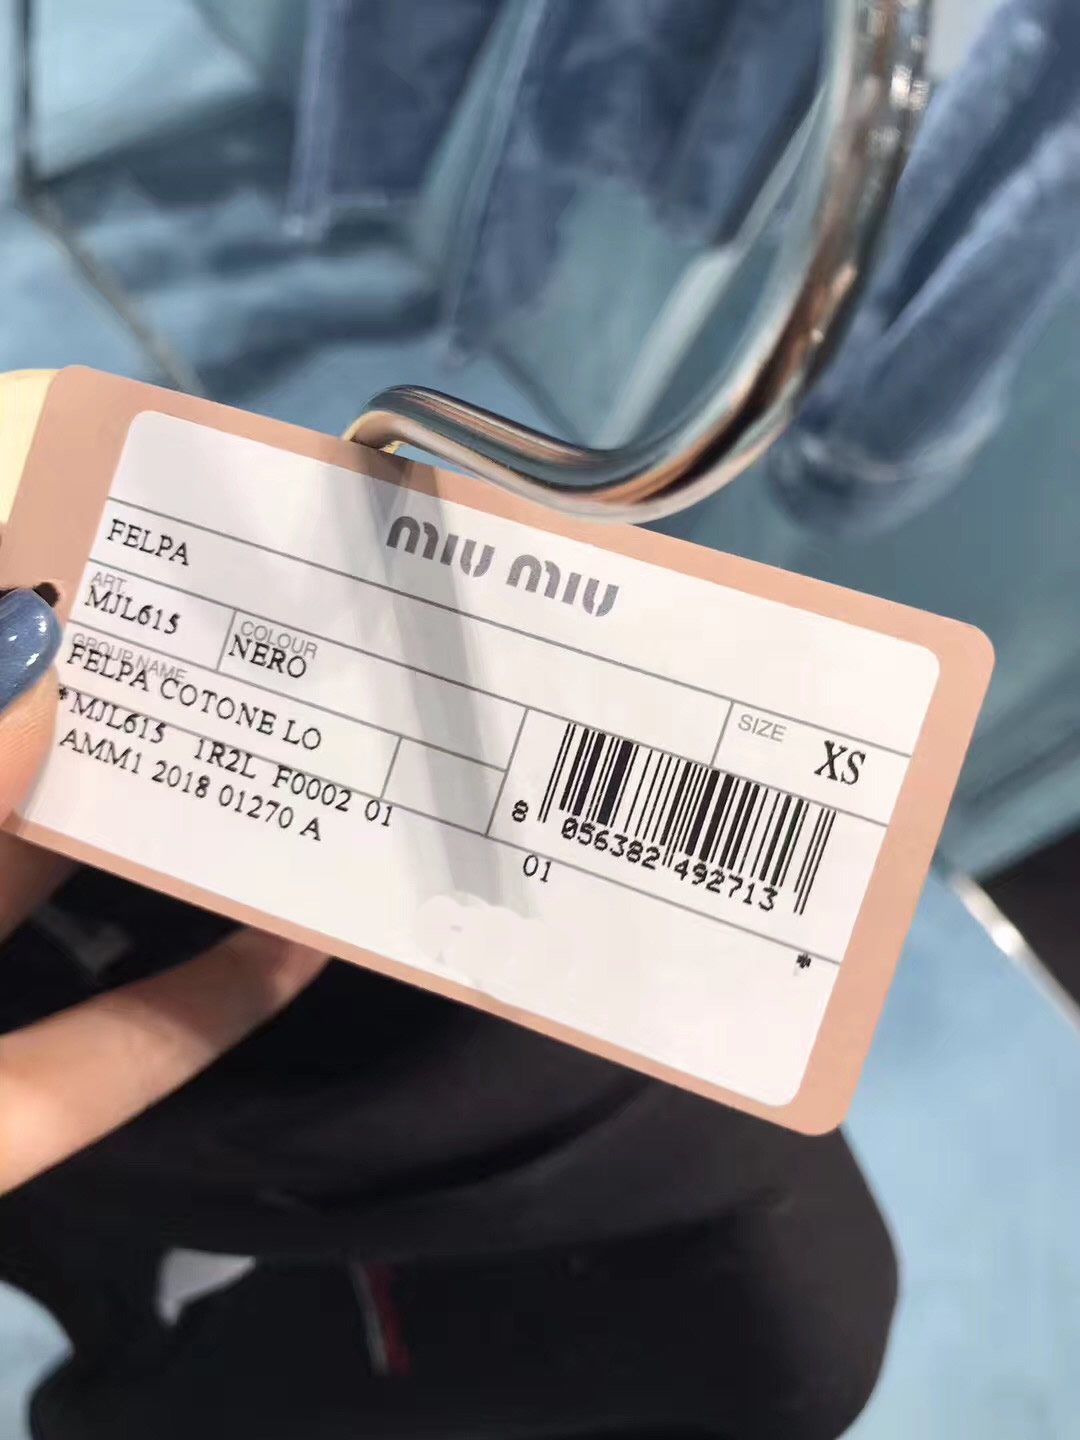 miu miu
FELPA
SIZE XS
ART.
MJL615
COLOUR
NERO
GROUP NAME
FELPA COTONE LO
*MJL615 1R2L F0002 01
AMM1 2018 01270 A
8 056382 492713
01
*